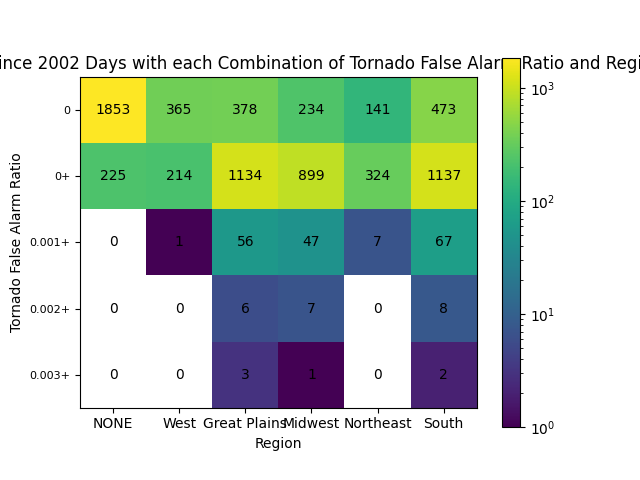 ince 2002 Days with each Combination of Tornado False Alarm Ratio and Regi
Tornado False Alarm Ratio
0 1853 365 378 234 141 473
0+ 225 214 1134 899 324 1137
0.001+ 0 1 56 47 7 67
0.002+ 0 0 6 7 0 8
0.003+ 0 0 3 1 0 2
NONE West Great Plains Midwest Northeast South
Region
10³
10²
10¹
10⁰